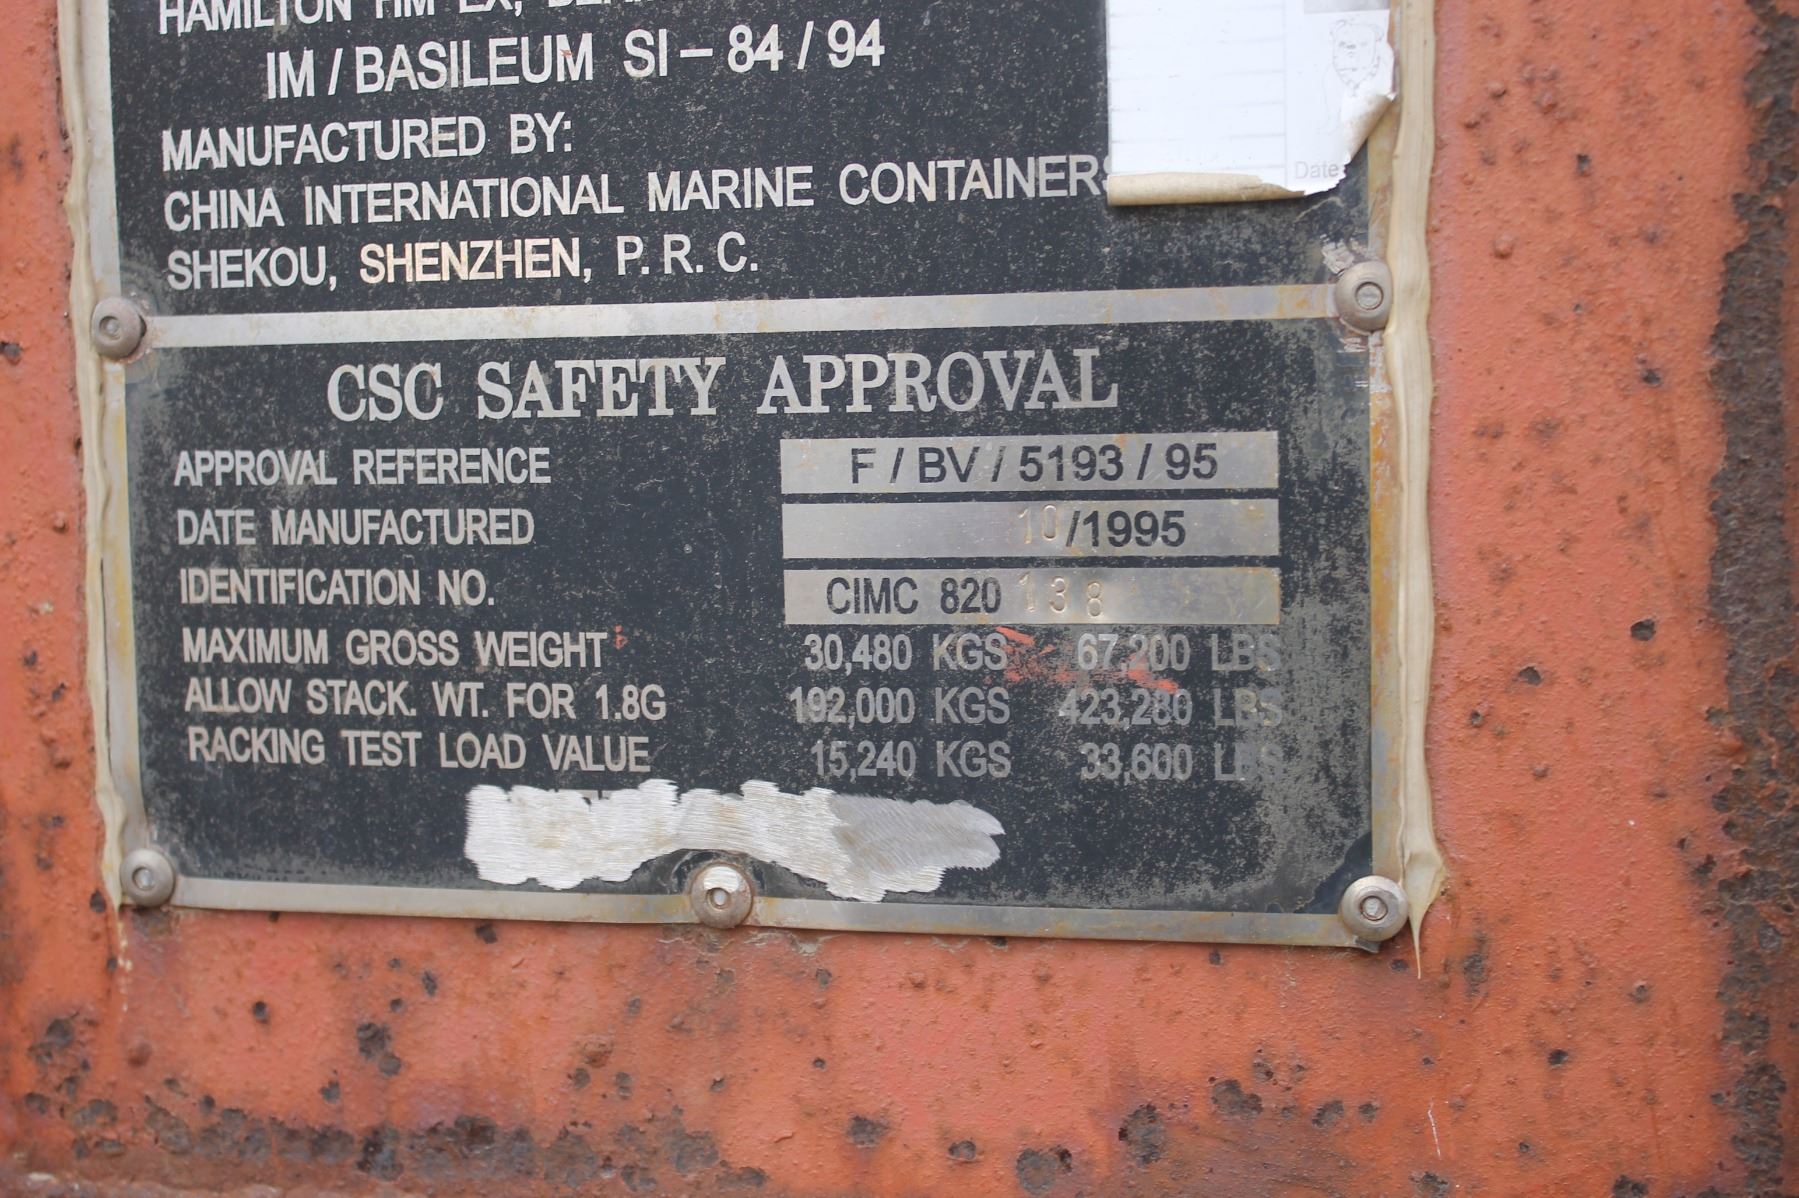 HAMILTON HM EX,
IM / BASILEUM SI – 84 / 94
MANUFACTURED BY:
CHINA INTERNATIONAL MARINE CONTAINERS
SHEKOU, SHENZHEN, P. R. C.
Date
CSC SAFETY APPROVAL
APPROVAL REFERENCE F / BV / 5193 / 95
DATE MANUFACTURED 10/1995
IDENTIFICATION NO. CIMC 820 138
MAXIMUM GROSS WEIGHT 30,480 KGS 67,200 LBS
ALLOW STACK. WT. FOR 1.8G 192,000 KGS 423,280 LBS
RACKING TEST LOAD VALUE 15,240 KGS 33,600 LBS